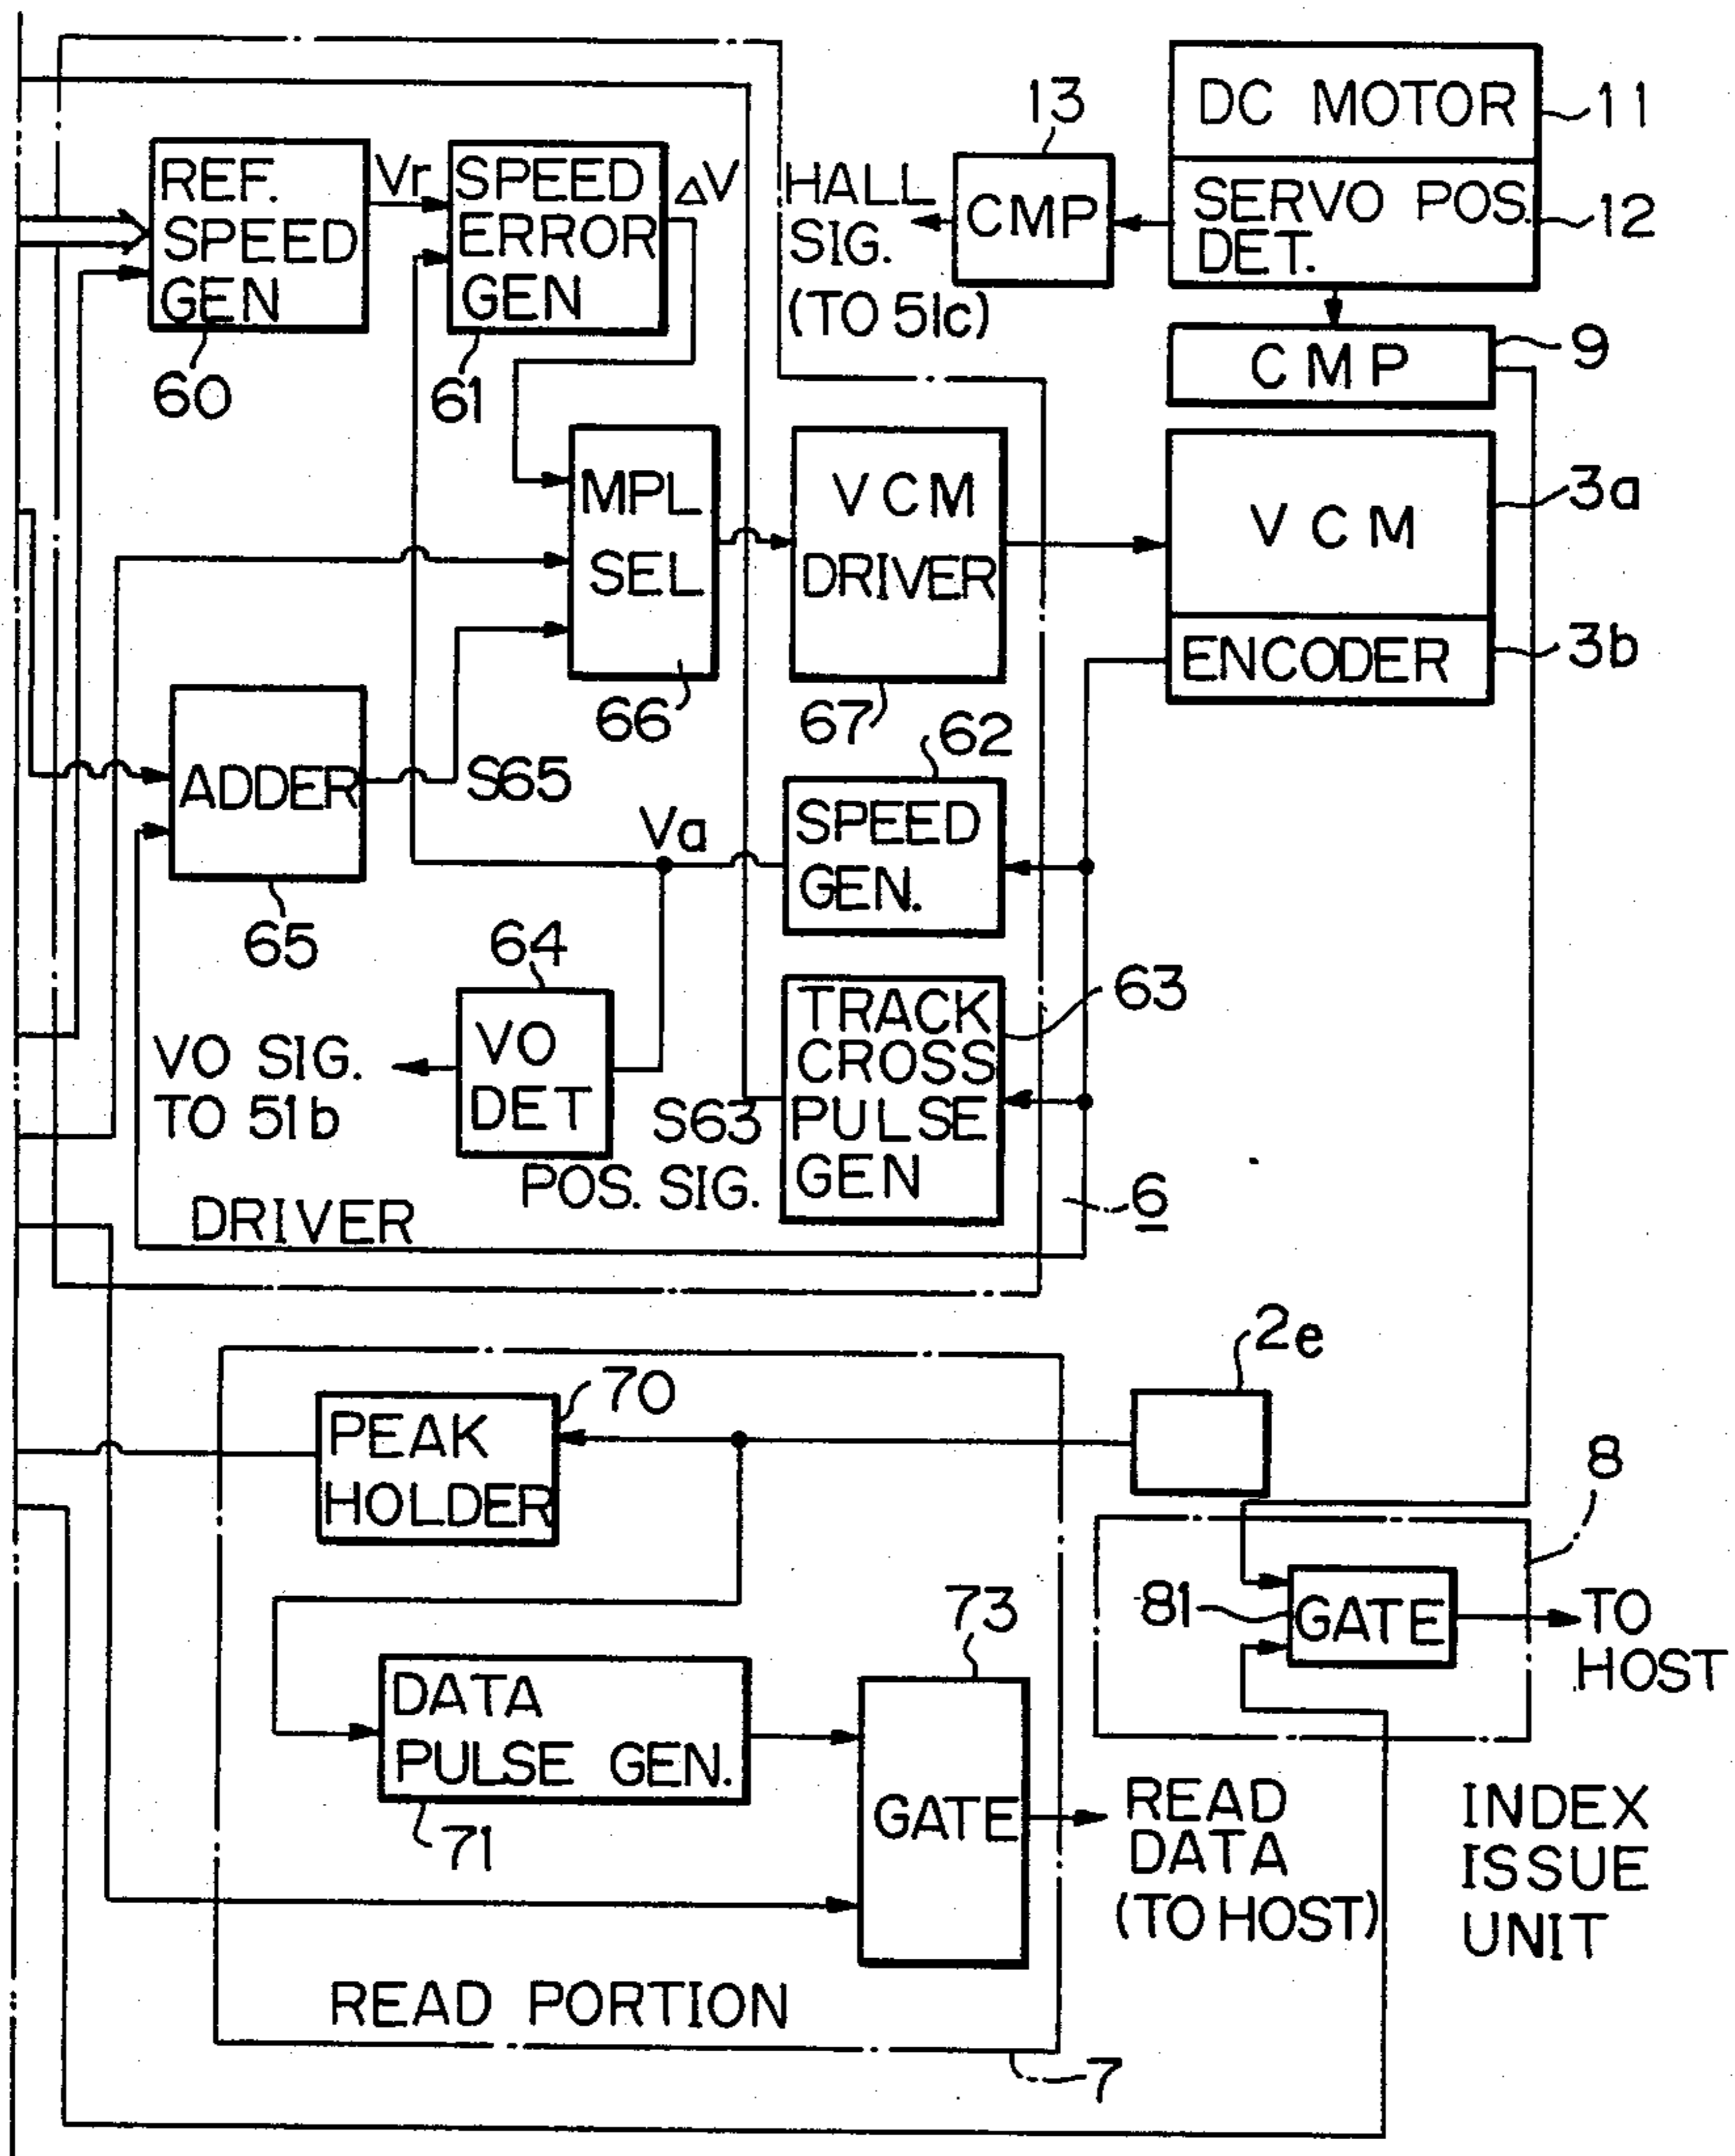 DC MOTOR
11
13
REF.
SPEED
GEN
60
Vr
SPEED
ERROR
GEN
61
△V
HALL
SIG.
(TO 51c)
CMP
SERVO POS.
DET.
12
CMP
9
MPL
SEL
66
VCM
DRIVER
67
VCM
3a
ENCODER
3b
ADDER
65
S65
Va
62
SPEED
GEN.
64
VO
DET
VO SIG.
TO 51b
S63
POS. SIG.
TRACK
CROSS
PULSE
GEN
63
DRIVER
6
2e
PEAK
HOLDER
70
8
81
GATE
TO
HOST
DATA
PULSE GEN.
71
73
GATE
READ
DATA
(TO HOST)
INDEX
ISSUE
UNIT
READ PORTION
7